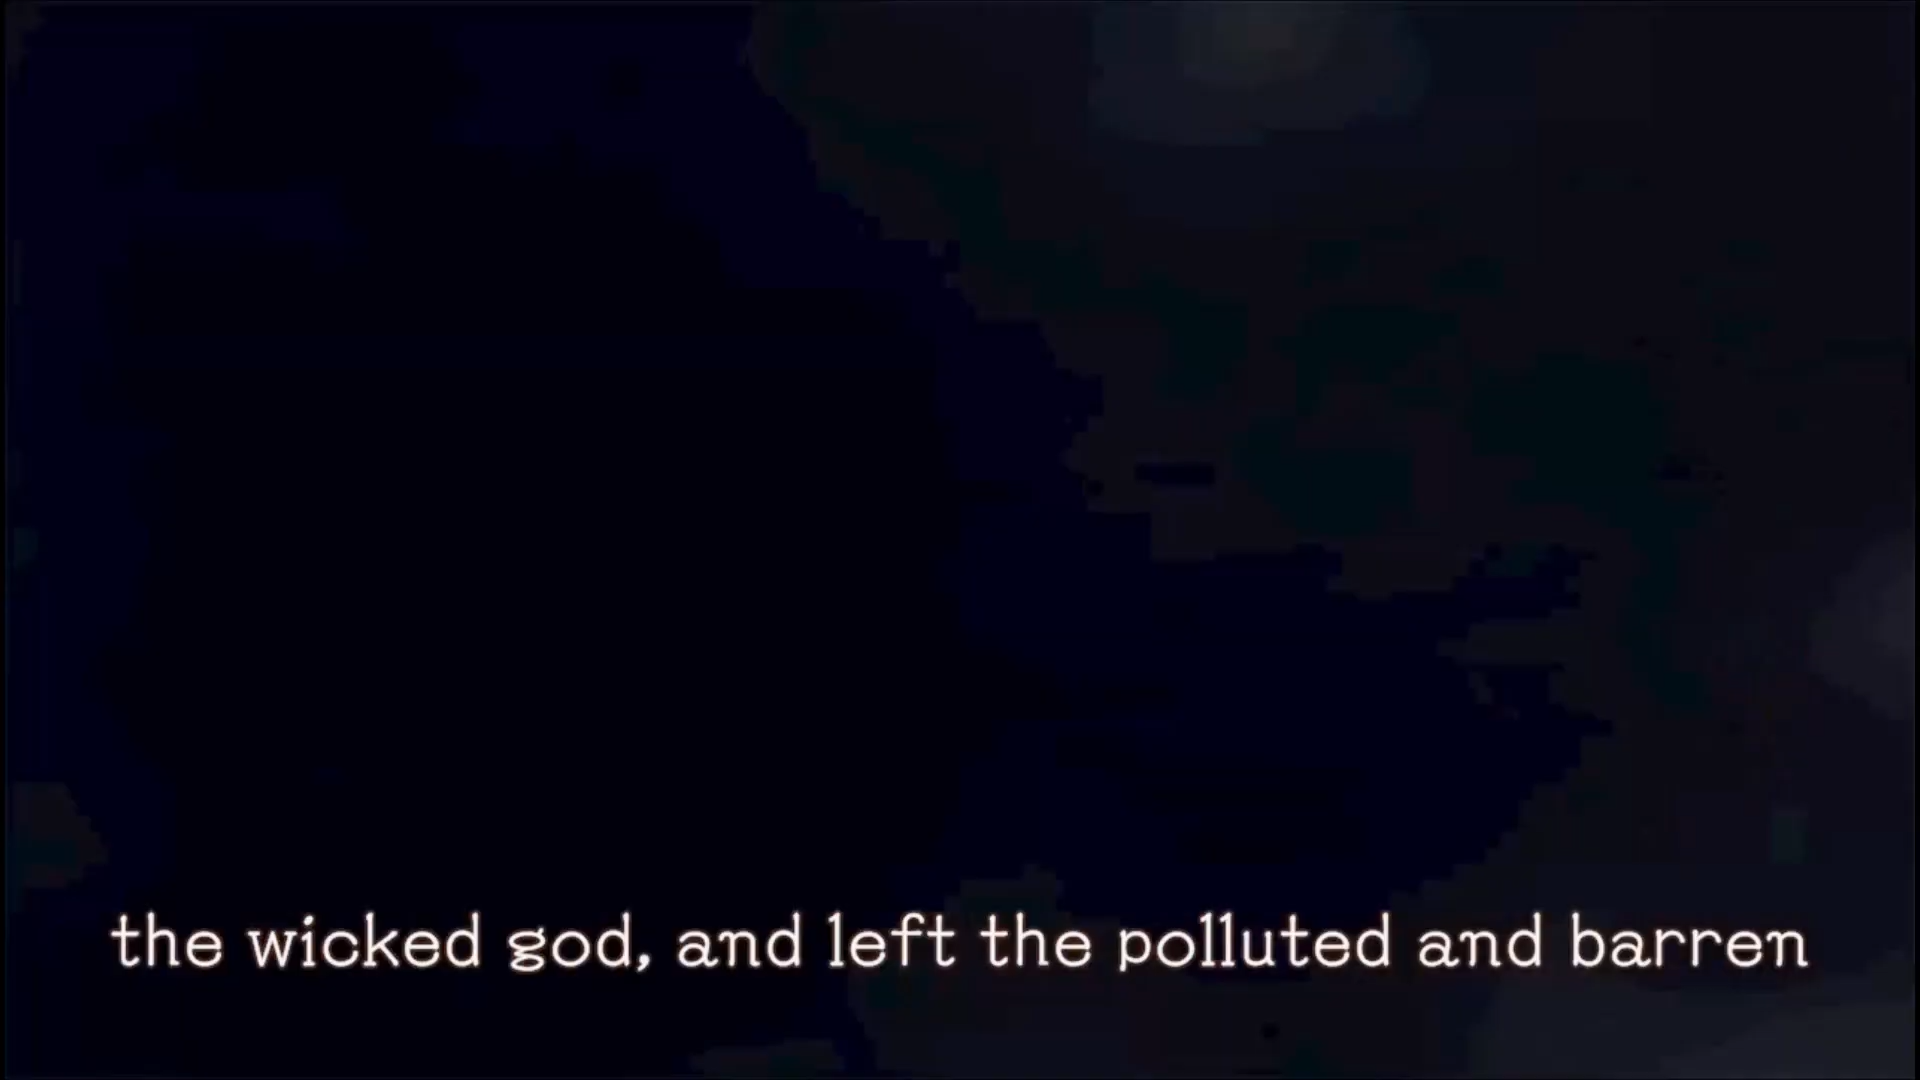 the wicked god, and left the polluted and barren